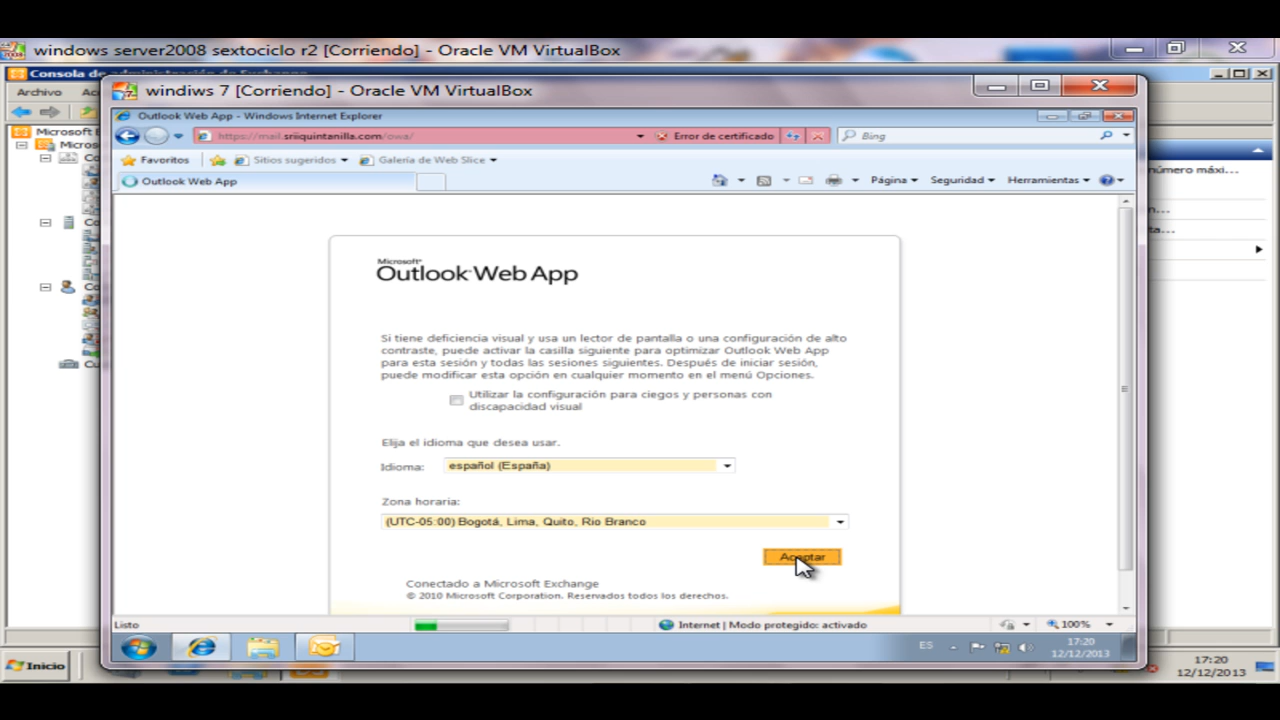 windows server2008 sextociclo r2 [Corriendo] - Oracle VM VirtualBox
Consola de administración de Exchange
Archivo
windiws 7 [Corriendo] - Oracle VM VirtualBox
Outlook Web App - Windows Internet Explorer
https://mail.sriiquintanilla.com/owa/
Error de certificado
Bing
Favoritos
Sitios sugeridos
Galería de Web Slice
Outlook Web App
Página
Seguridad
Herramientas
Microsoft
Micros
número máxi...
Microsoft
Outlook Web App
Si tiene deficiencia visual y usa un lector de pantalla o una configuración de alto
contraste, puede activar la casilla siguiente para optimizar Outlook Web App
para esta sesión y todas las sesiones siguientes. Después de iniciar sesión,
puede modificar esta opción en cualquier momento en el menú Opciones.
Utilizar la configuración para ciegos y personas con
discapacidad visual
Elija el idioma que desea usar.
Idioma:
español (España)
Zona horaria:
(UTC-05:00) Bogotá, Lima, Quito, Rio Branco
Aceptar
Conectado a Microsoft Exchange
© 2010 Microsoft Corporation. Reservados todos los derechos.
Listo
Internet | Modo protegido: activado
100%
ES
17:20
12/12/2013
Inicio
17:20
12/12/2013